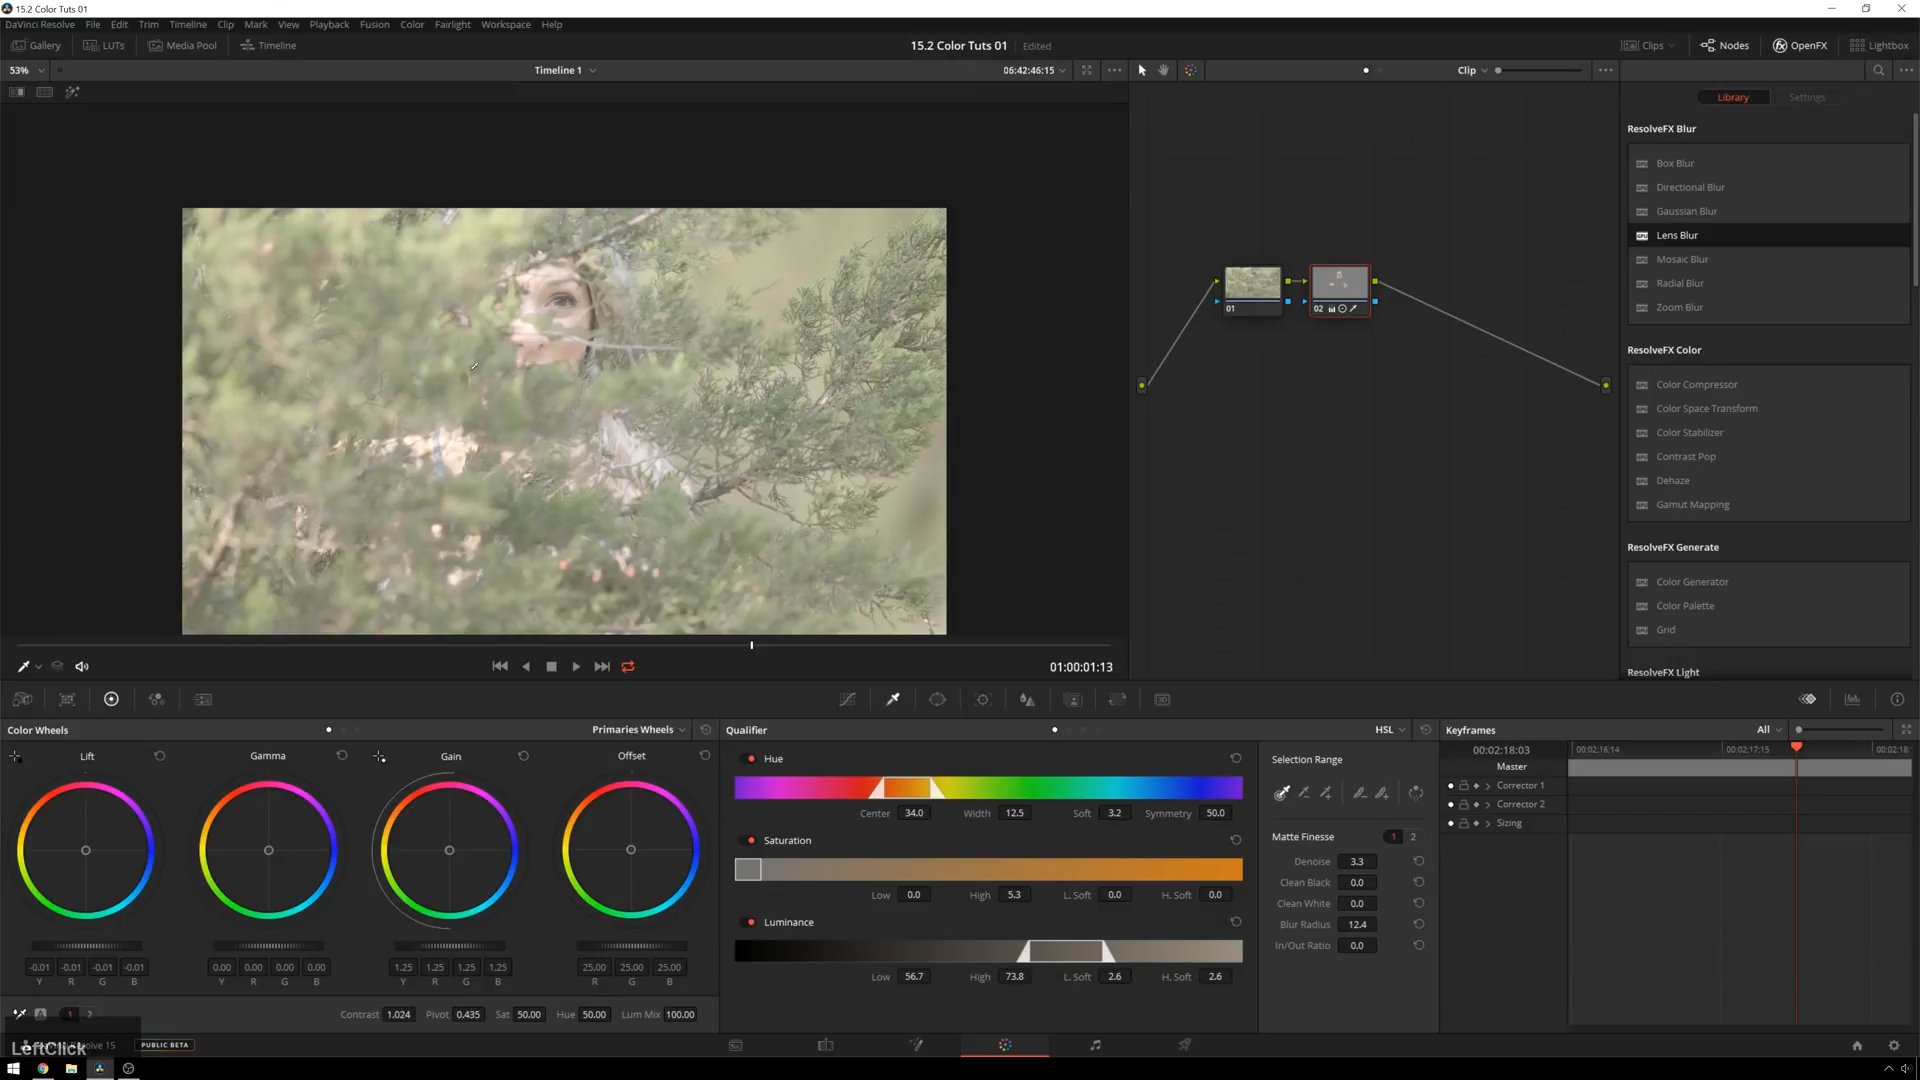 15.2 Color Tuts 01
DaVinci Resolve File Edit Trim Timeline Clip Mark View Playback Fusion Color Fairlight Workspace Help
Gallery LUTs Media Pool Timeline 15.2 Color Tuts 01 Edited Clips Nodes OpenFX Lightbox
53% Timeline 1 06:42:46:15 Clip
Library Settings
ResolveFX Blur
Box Blur
Directional Blur
Gaussian Blur
Lens Blur
Mosaic Blur
Radial Blur
Zoom Blur
01 02
ResolveFX Color
Color Compressor
Color Space Transform
Color Stabilizer
Contrast Pop
Dehaze
Gamut Mapping
ResolveFX Generate
Color Generator
Color Palette
Grid
ResolveFX Light
01:00:01:13
Color Wheels Primaries Wheels
Lift Gamma Gain Offset
-0.01 -0.01 -0.01 -0.01 0.00 0.00 0.00 0.00 1.25 1.25 1.25 1.25 25.00 25.00 25.00
Y R G B Y R G B Y R G B R G B
A 1 2 Contrast 1.024 Pivot 0.435 Sat 50.00 Hue 50.00 Lum Mix 100.00
Qualifier HSL
Hue
Center 34.0 Width 12.5 Soft 3.2 Symmetry 50.0
Saturation
Low 0.0 High 5.3 L. Soft 0.0 H. Soft 0.0
Luminance
Low 56.7 High 73.8 L. Soft 2.6 H. Soft 2.6
Selection Range
Matte Finesse 1 2
Denoise 3.3
Clean Black 0.0
Clean White 0.0
Blur Radius 12.4
In/Out Ratio 0.0
Keyframes All
00:02:18:03 00:02:16:14 00:02:17:15 00:02:18:
Master
Corrector 1
Corrector 2
Sizing
LeftClick
Resolve 15 PUBLIC BETA
3D